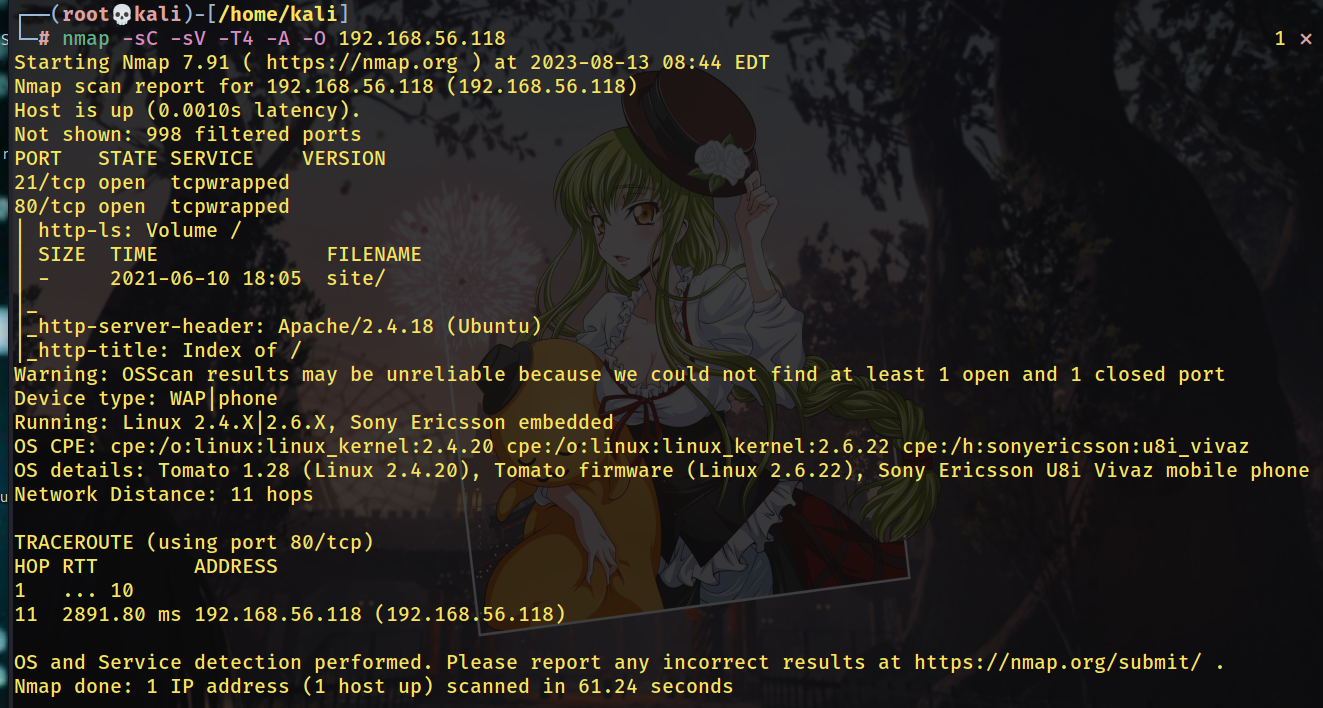 ┌──(root💀kali)-[/home/kali]
└─# nmap -sC -sV -T4 -A -O 192.168.56.118 1 ⨯
Starting Nmap 7.91 ( https://nmap.org ) at 2023-08-13 08:44 EDT
Nmap scan report for 192.168.56.118 (192.168.56.118)
Host is up (0.0010s latency).
Not shown: 998 filtered ports
PORT   STATE SERVICE    VERSION
21/tcp open  tcpwrapped
80/tcp open  tcpwrapped
| http-ls: Volume /
| SIZE  TIME              FILENAME
| -     2021-06-10 18:05  site/
|
|_
|_http-server-header: Apache/2.4.18 (Ubuntu)
|_http-title: Index of /
Warning: OSScan results may be unreliable because we could not find at least 1 open and 1 closed port
Device type: WAP|phone
Running: Linux 2.4.X|2.6.X, Sony Ericsson embedded
OS CPE: cpe:/o:linux:linux_kernel:2.4.20 cpe:/o:linux:linux_kernel:2.6.22 cpe:/h:sonyericsson:u8i_vivaz
OS details: Tomato 1.28 (Linux 2.4.20), Tomato firmware (Linux 2.6.22), Sony Ericsson U8i Vivaz mobile phone
Network Distance: 11 hops

TRACEROUTE (using port 80/tcp)
HOP RTT        ADDRESS
1   ... 10
11  2891.80 ms 192.168.56.118 (192.168.56.118)

OS and Service detection performed. Please report any incorrect results at https://nmap.org/submit/ .
Nmap done: 1 IP address (1 host up) scanned in 61.24 seconds